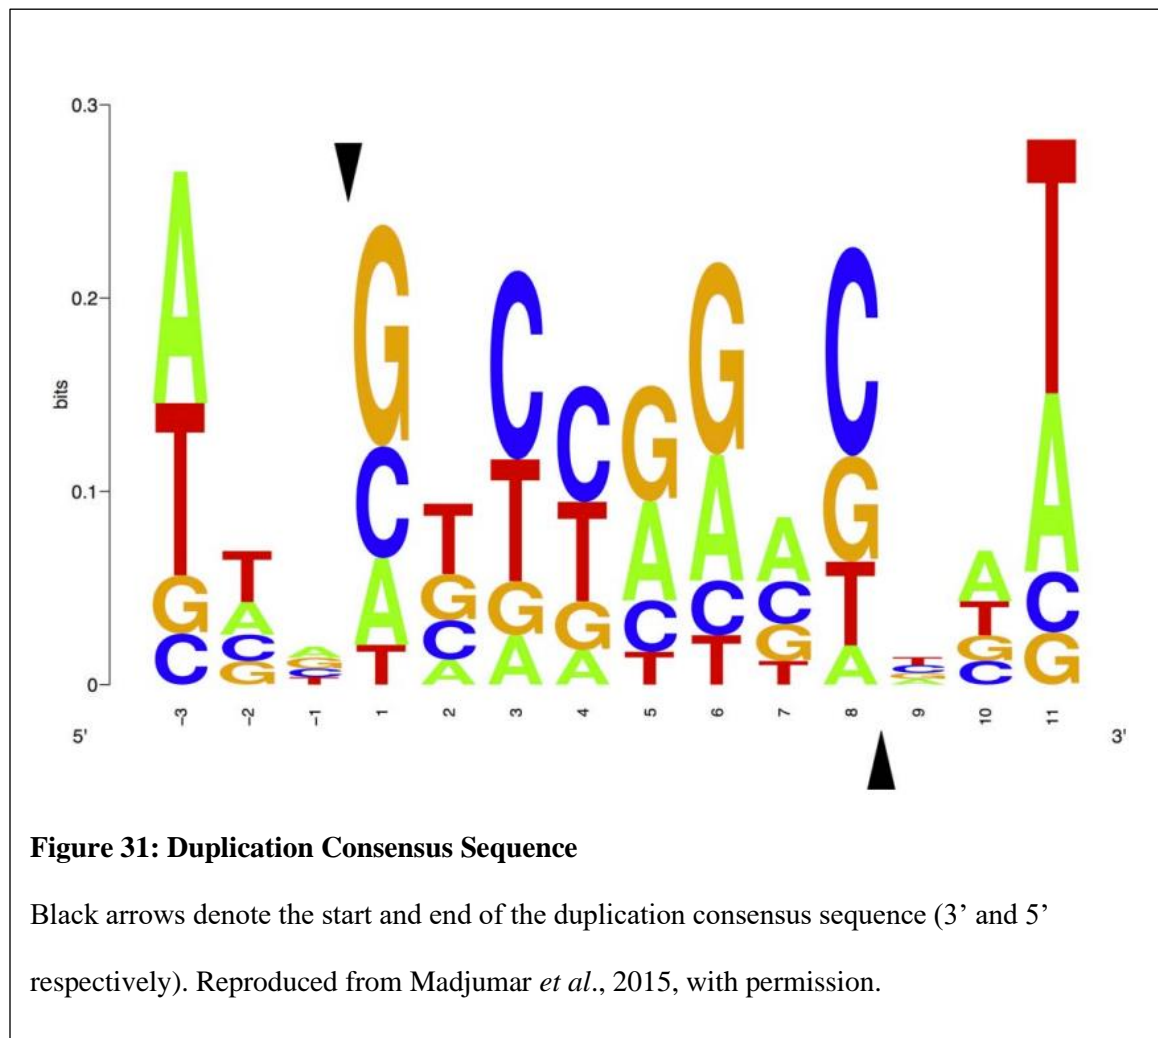 0.3
0.2
0.1
0
bits
A T A G T C C G G A C T A T
T A G C G T T A A C G C T A
G C C A C G G C C G T G G C
C G T T A A A T T T A A C G
-3 -2 -1 1 2 3 4 5 6 7 8 9 10 11
5' 3'
Figure 31: Duplication Consensus Sequence
Black arrows denote the start and end of the duplication consensus sequence (3’ and 5’
respectively). Reproduced from Madjumar et al., 2015, with permission.